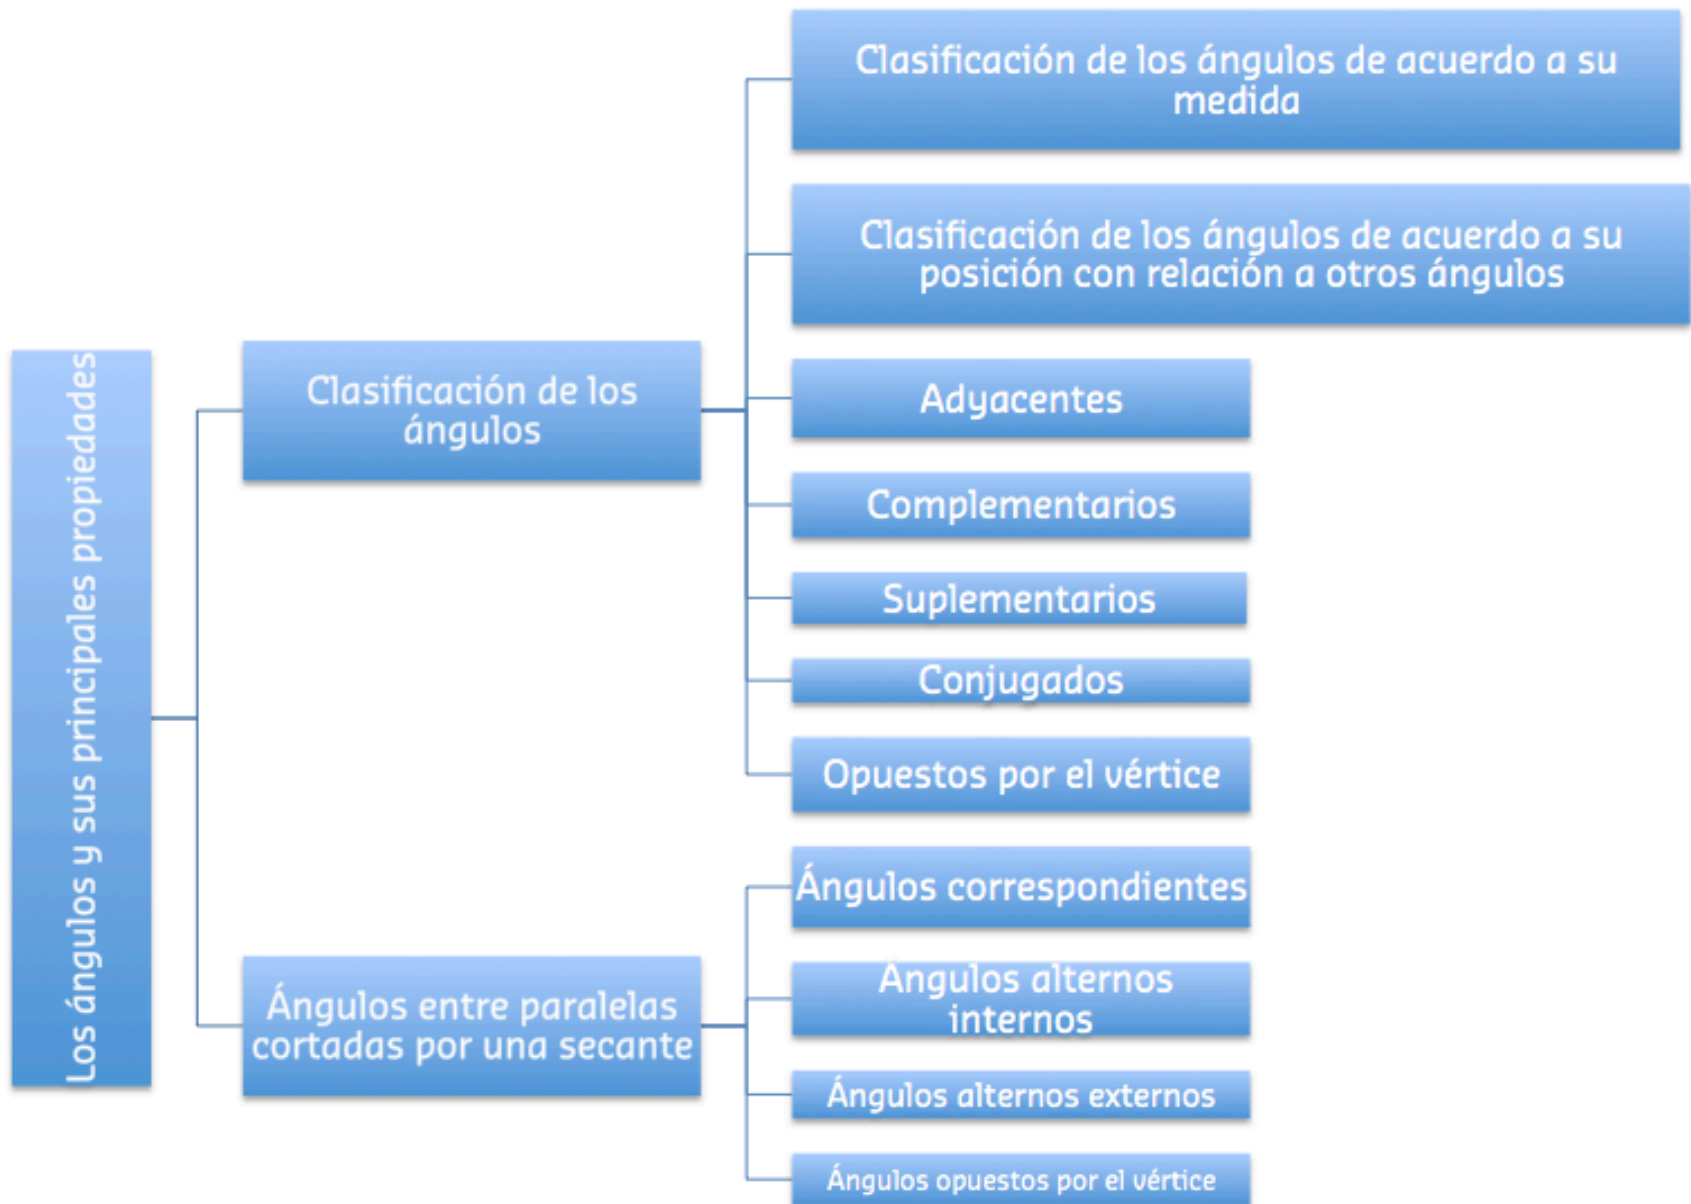 Los ángulos y sus principales propiedades
Clasificación de los
ángulos
Clasificación de los ángulos de acuerdo a su
medida
Clasificación de los ángulos de acuerdo a su
posición con relación a otros ángulos
Adyacentes
Complementarios
Suplementarios
Conjugados
Opuestos por el vértice
Ángulos entre paralelas
cortadas por una secante
Ángulos correspondientes
Ángulos alternos
internos
Ángulos alternos externos
Ángulos opuestos por el vértice